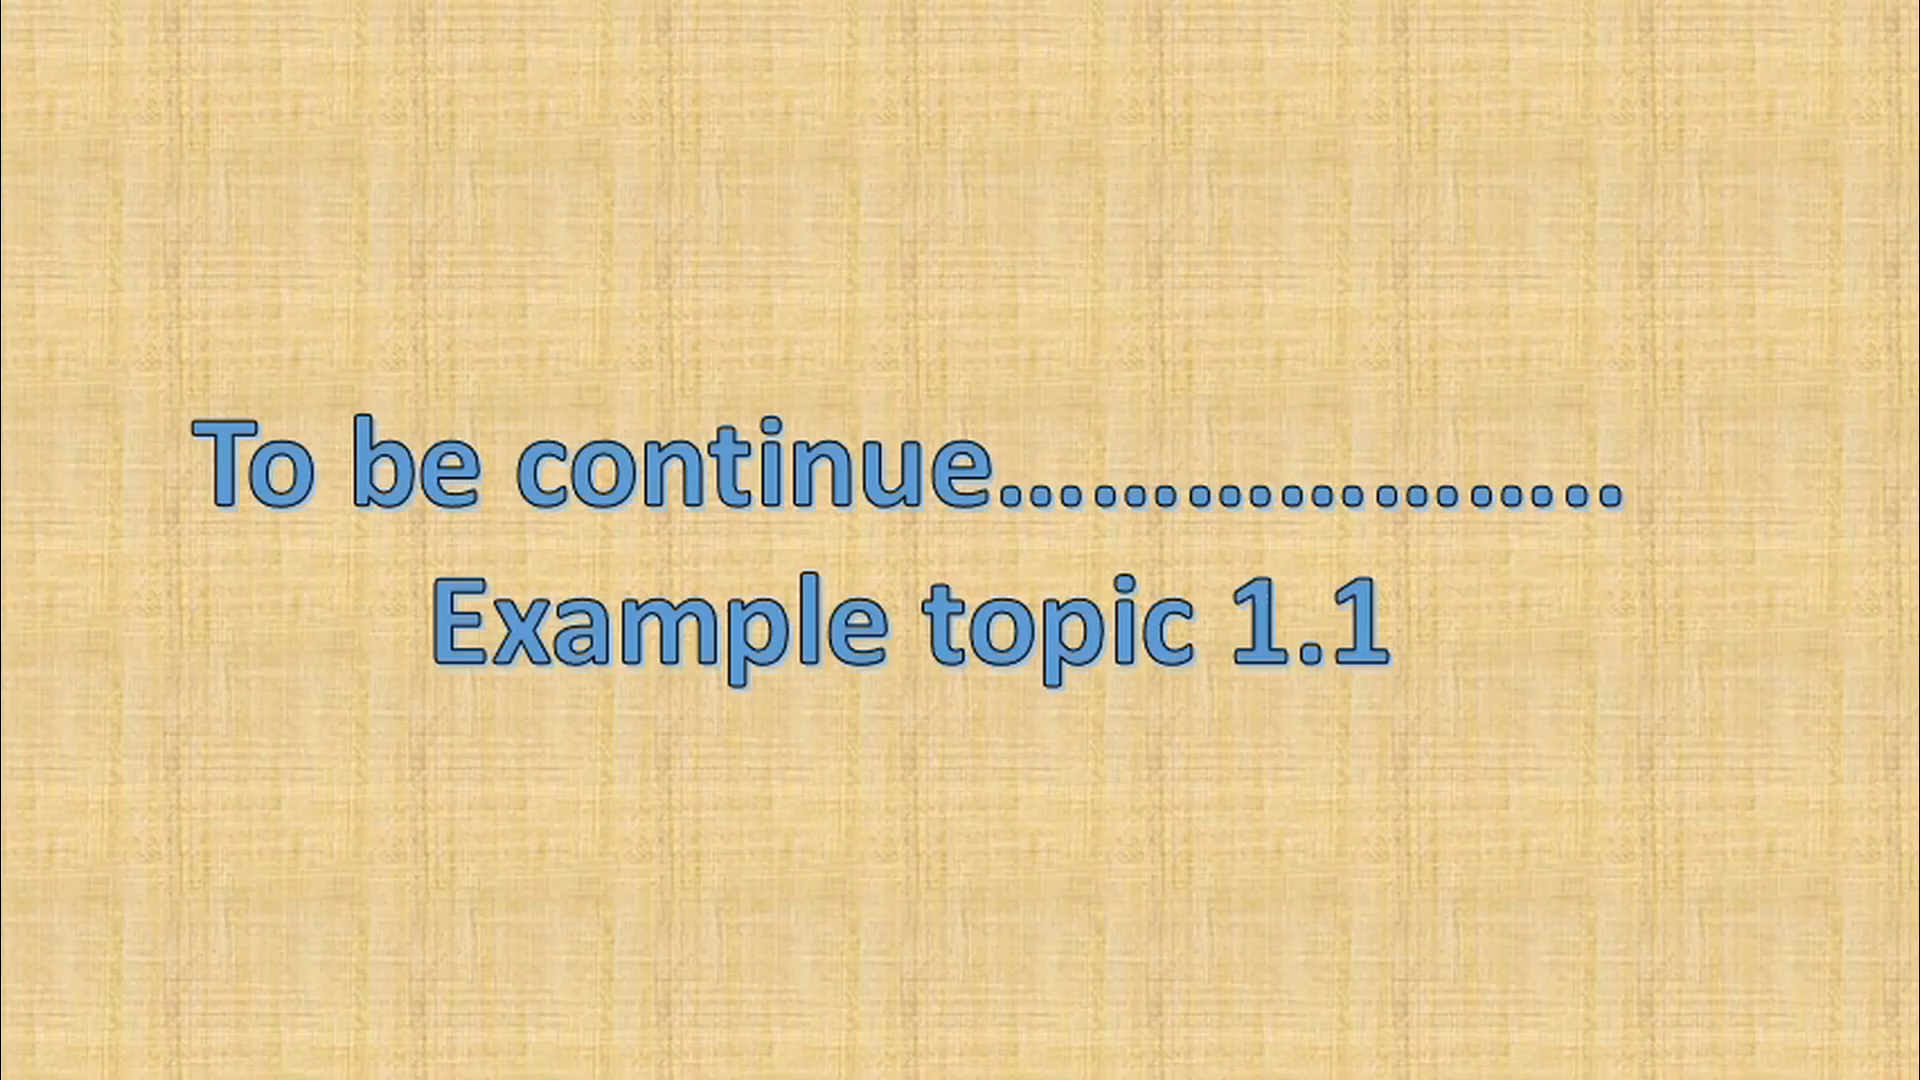 To be continue…………………..
Example topic 1.1